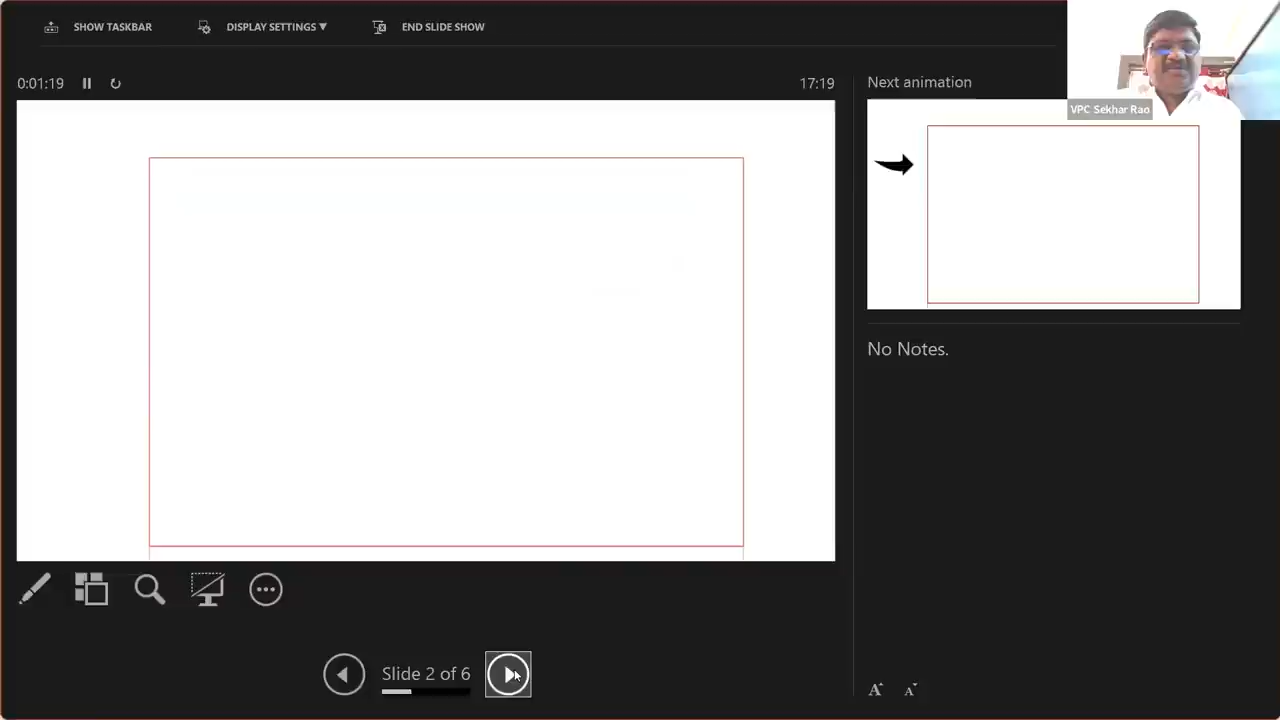 SHOW TASKBAR
DISPLAY SETTINGS ▼
END SLIDE SHOW
0:01:19
17:19
Next animation
VPC Sekhar Rao
No Notes.
Slide 2 of 6
A A